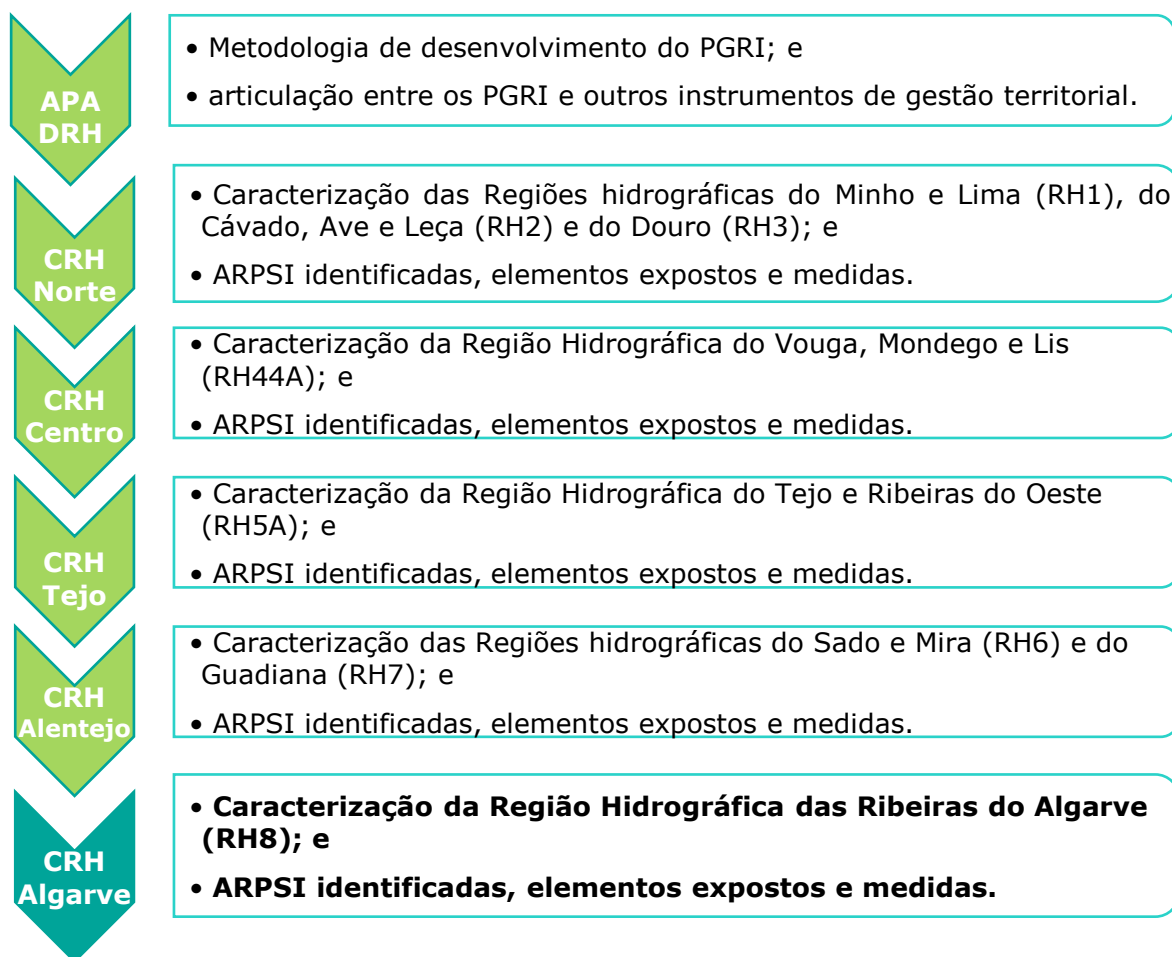 APA
DRH
• Metodologia de desenvolvimento do PGRI; e
• articulação entre os PGRI e outros instrumentos de gestão territorial.
CRH
Norte
• Caracterização das Regiões hidrográficas do Minho e Lima (RH1), do
Cávado, Ave e Leça (RH2) e do Douro (RH3); e
• ARPSI identificadas, elementos expostos e medidas.
CRH
Centro
• Caracterização da Região Hidrográfica do Vouga, Mondego e Lis
(RH44A); e
• ARPSI identificadas, elementos expostos e medidas.
CRH
Tejo
• Caracterização da Região Hidrográfica do Tejo e Ribeiras do Oeste
(RH5A); e
• ARPSI identificadas, elementos expostos e medidas.
CRH
Alentejo
• Caracterização das Regiões hidrográficas do Sado e Mira (RH6) e do
Guadiana (RH7); e
• ARPSI identificadas, elementos expostos e medidas.
CRH
Algarve
• Caracterização da Região Hidrográfica das Ribeiras do Algarve
(RH8); e
• ARPSI identificadas, elementos expostos e medidas.